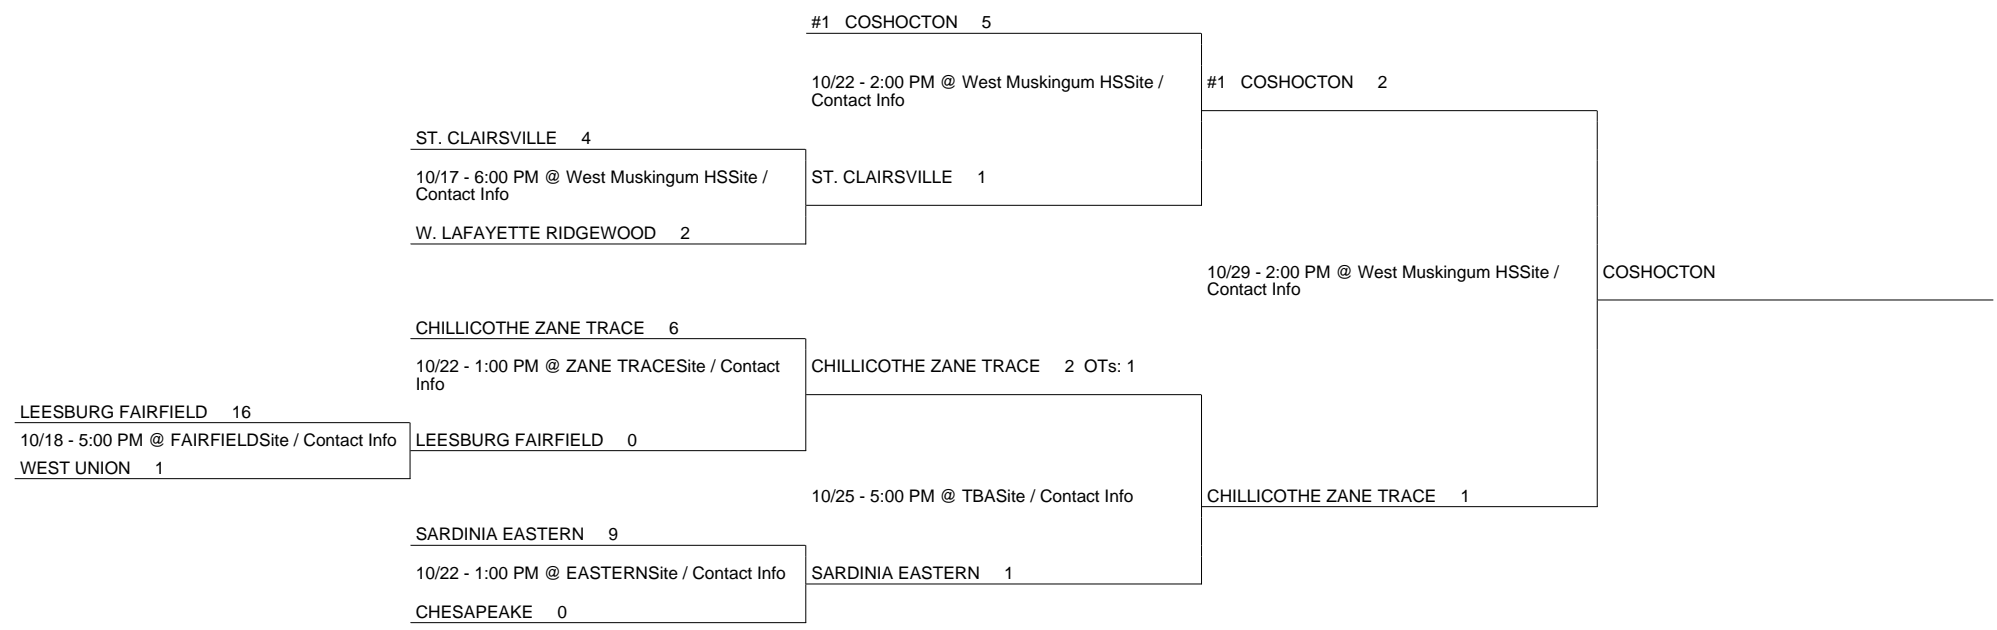 #1 COSHOCTON 5
10/22 - 2:00 PM @ West Muskingum HSSite /
Contact Info
#1 COSHOCTON 2
ST. CLAIRSVILLE 4
10/17 - 6:00 PM @ West Muskingum HSSite /
Contact Info
ST. CLAIRSVILLE 1
W. LAFAYETTE RIDGEWOOD 2
10/29 - 2:00 PM @ West Muskingum HSSite /
Contact Info
COSHOCTON
CHILLICOTHE ZANE TRACE 6
10/22 - 1:00 PM @ ZANE TRACESite / Contact
Info
CHILLICOTHE ZANE TRACE 2 OTs: 1
LEESBURG FAIRFIELD 16
10/18 - 5:00 PM @ FAIRFIELDSite / Contact Info
LEESBURG FAIRFIELD 0
WEST UNION 1
10/25 - 5:00 PM @ TBASite / Contact Info
CHILLICOTHE ZANE TRACE 1
SARDINIA EASTERN 9
10/22 - 1:00 PM @ EASTERNSite / Contact Info
SARDINIA EASTERN 1
CHESAPEAKE 0